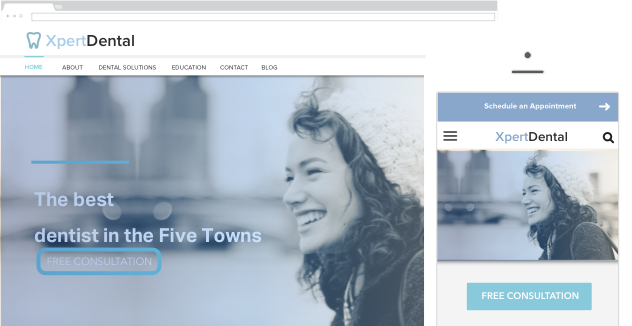 XpertDental
HOME ABOUT DENTAL SOLUTIONS EDUCATION CONTACT BLOG
The best
dentist in the Five Towns
FREE CONSULTATION
Schedule an Appointment
XpertDental
FREE CONSULTATION